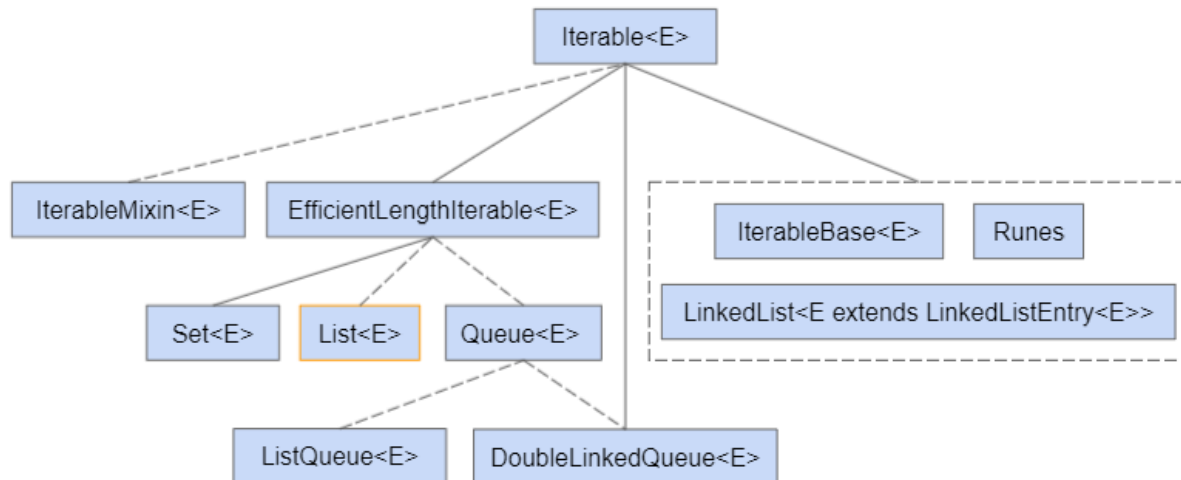 Iterable<E>
IterableMixin<E>
EfficientLengthIterable<E>
IterableBase<E>
Runes
LinkedList<E extends LinkedListEntry<E>>
Set<E>
List<E>
Queue<E>
ListQueue<E>
DoubleLinkedQueue<E>